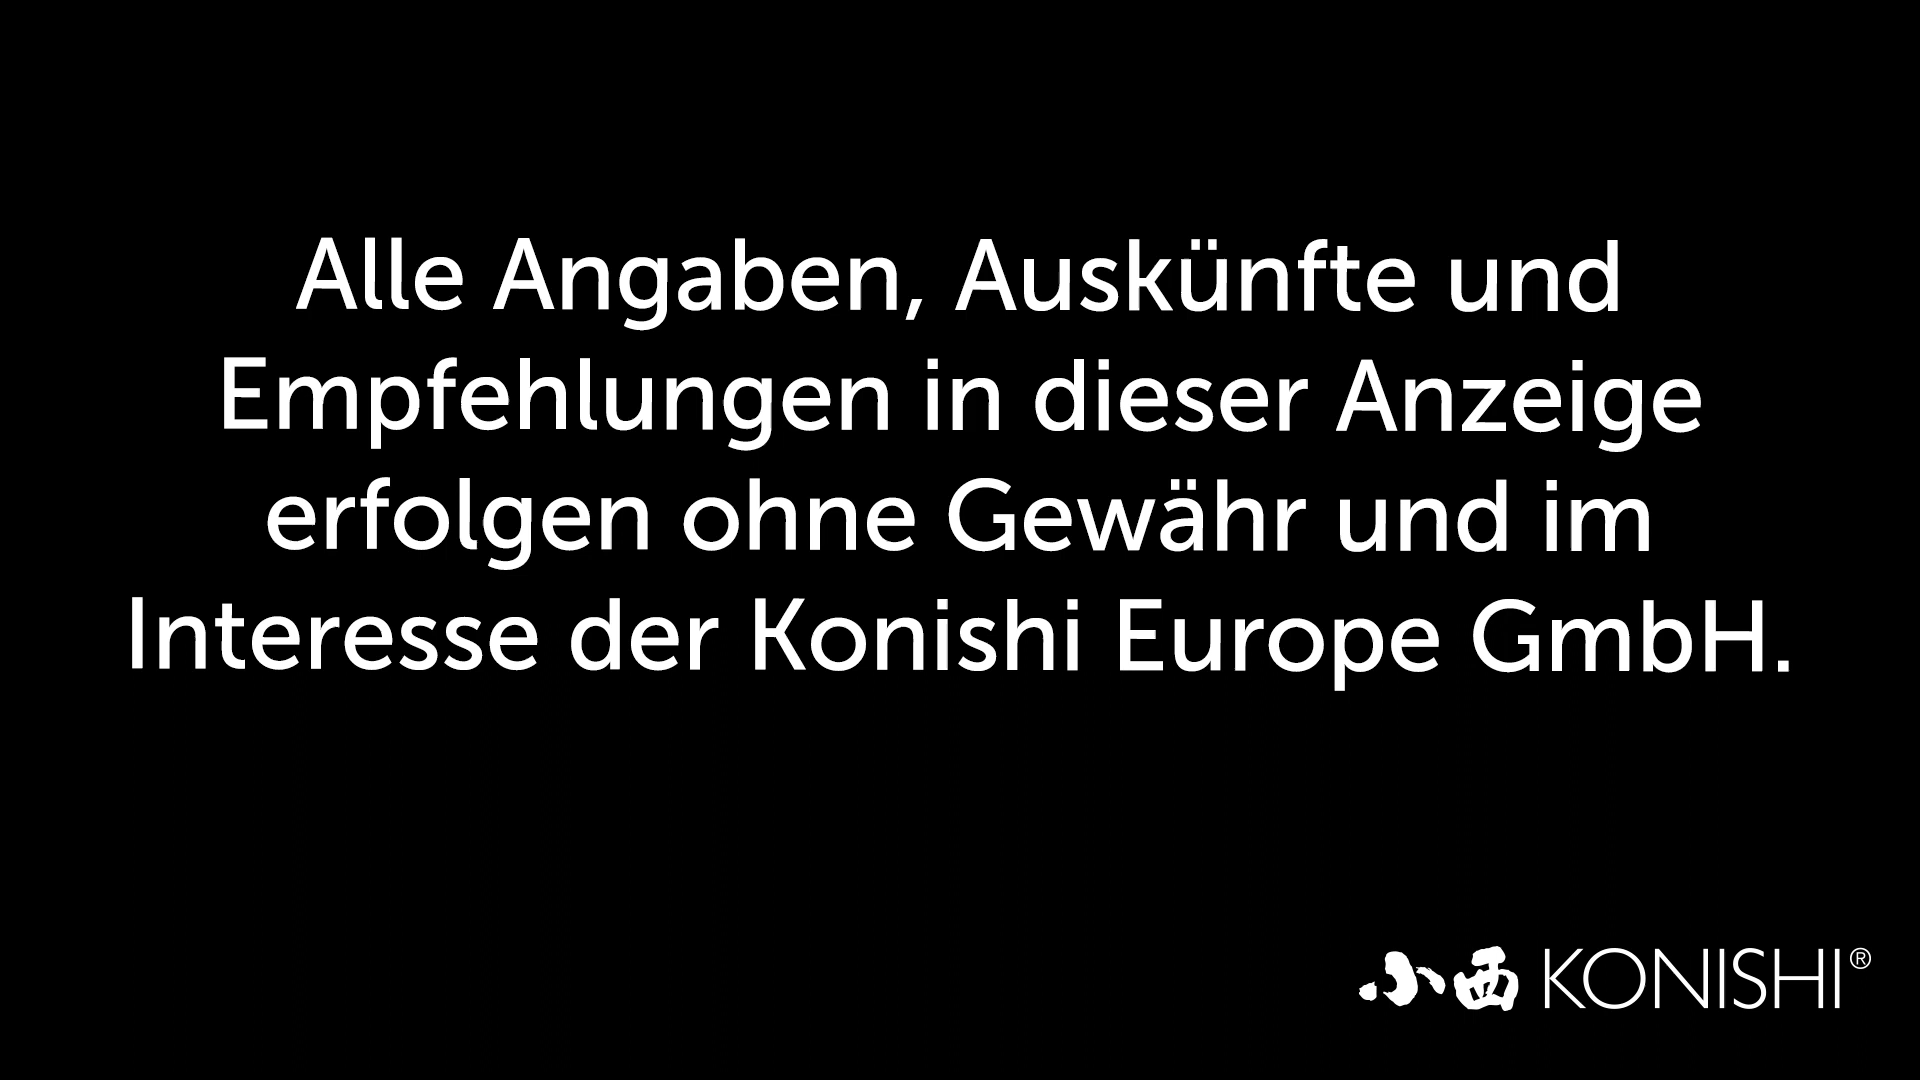 Alle Angaben, Auskünfte und
Empfehlungen in dieser Anzeige
erfolgen ohne Gewähr und im
Interesse der Konishi Europe GmbH.
小西 KONISHI®